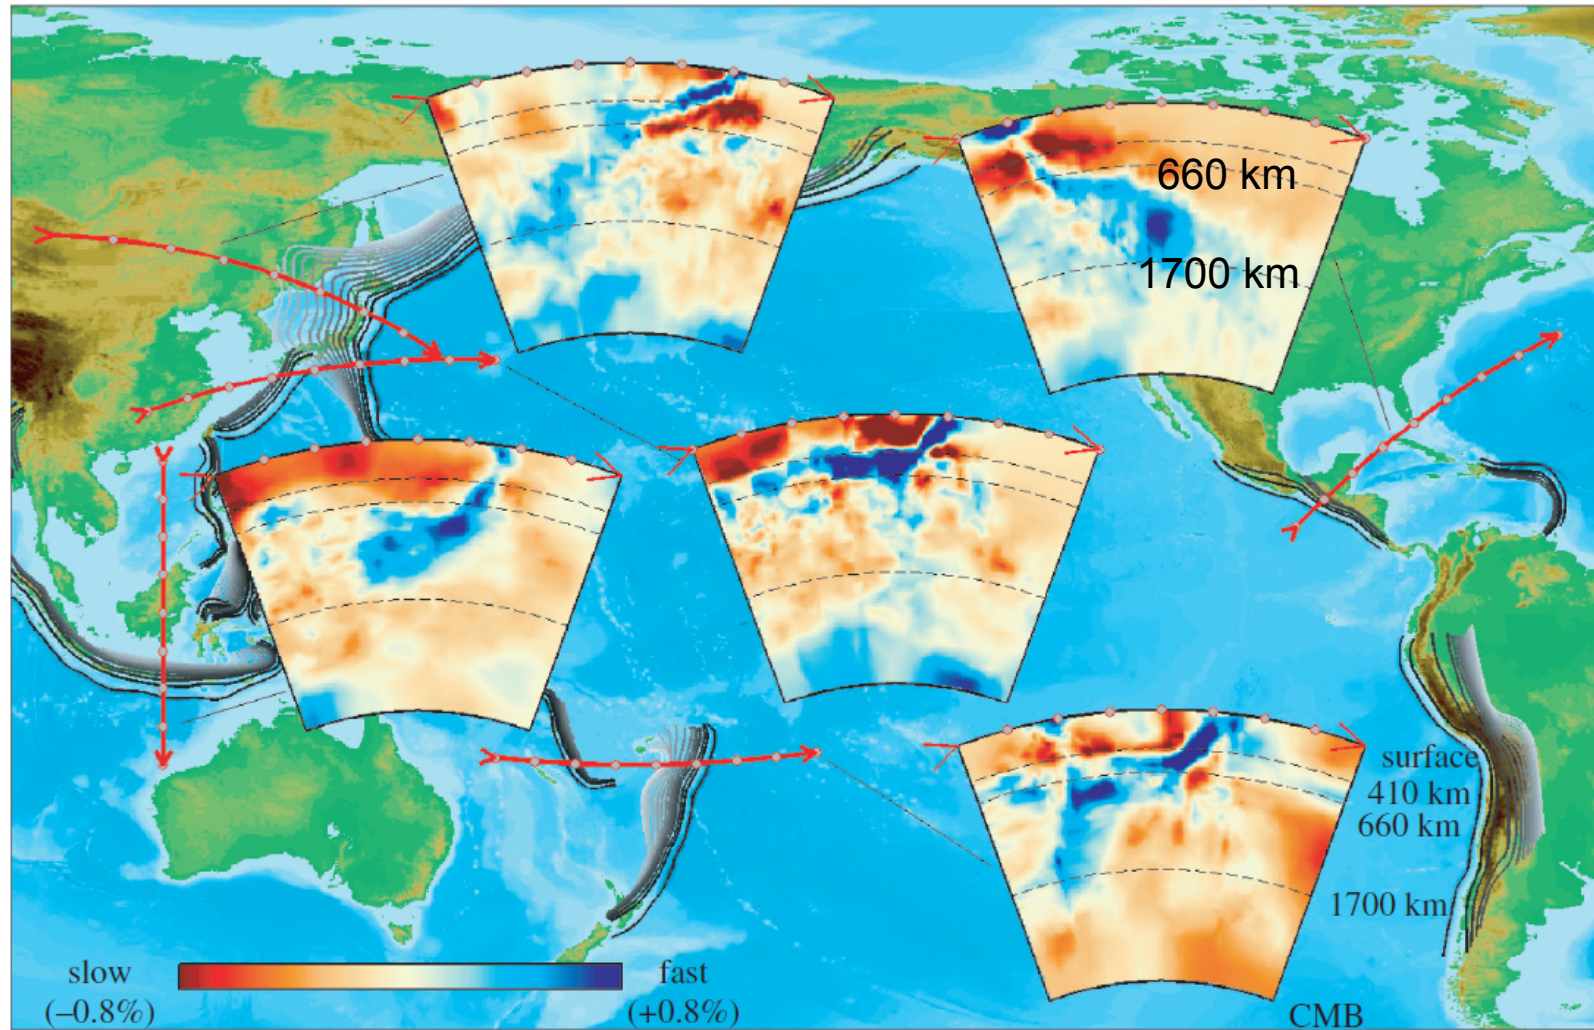 660 km
1700 km
surface
410 km
660 km
1700 km
slow
(–0.8%)
fast
(+0.8%)
CMB